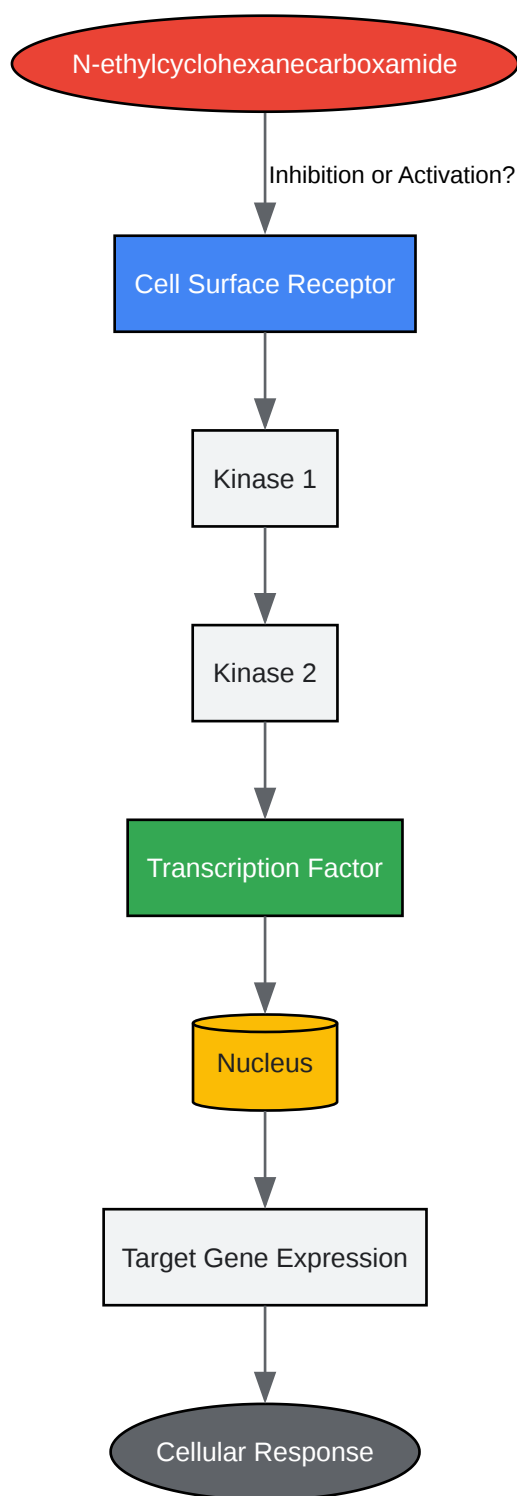 N-ethylcyclohexanecarboxamide
Inhibition or Activation?
Cell Surface Receptor
Kinase 1
Kinase 2
Transcription Factor
Nucleus
Target Gene Expression
Cellular Response